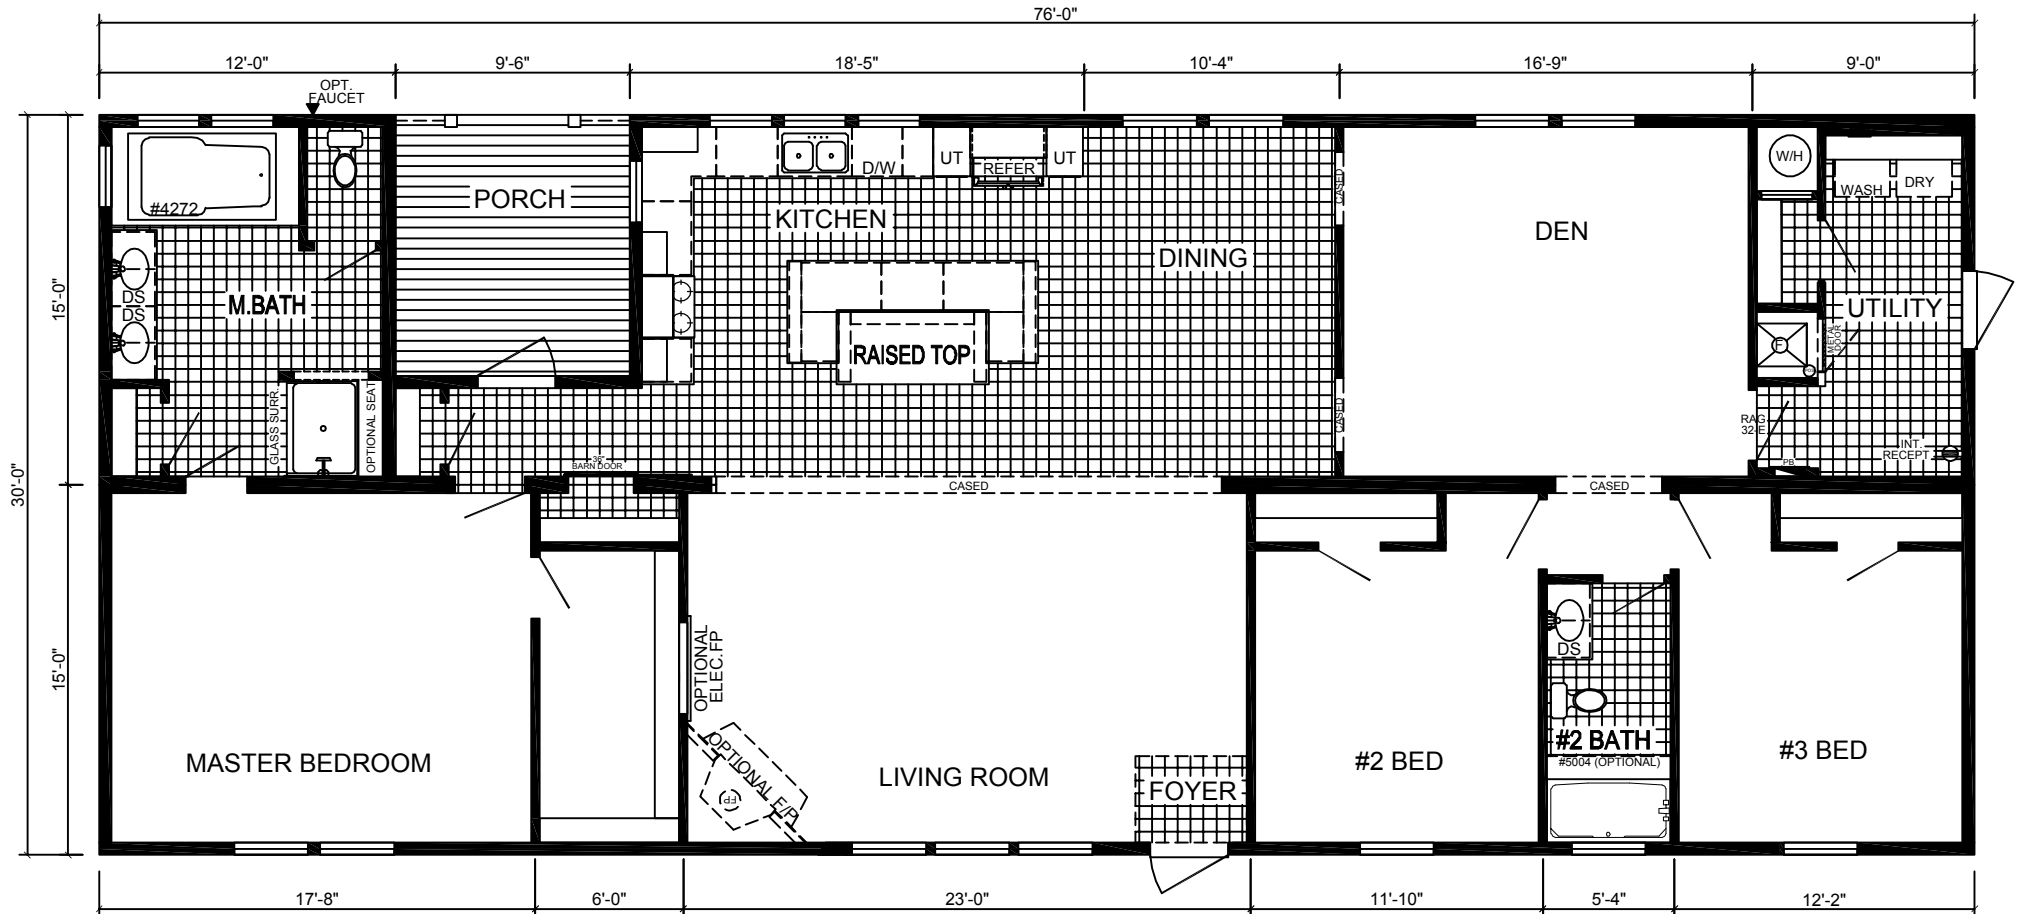 76'-0"
12'-0"
9'-6"
18'-5"
10'-4"
16'-9"
9'-0"
OPT.
FAUCET
#4272
DS
DS
M.BATH
GLASS SURR.
OPTIONAL SEAT
PORCH
D/W
UT
REFER
UT
KITCHEN
DINING
RAISED TOP
CASED
CASED
DEN
W/H
WASH
DRY
UTILITY
METAL
DOOR
F
RAG
32-E
INT.
RECEPT.
PB
15'-0"
30'-0"
15'-0"
36"
BARN DOOR
CASED
CASED
MASTER BEDROOM
OPTIONAL
ELEC.FP
OPTIONAL F/P
FP
LIVING ROOM
FOYER
#2 BED
DS
#2 BATH
#5004 (OPTIONAL)
#3 BED
17'-8"
6'-0"
23'-0"
11'-10"
5'-4"
12'-2"